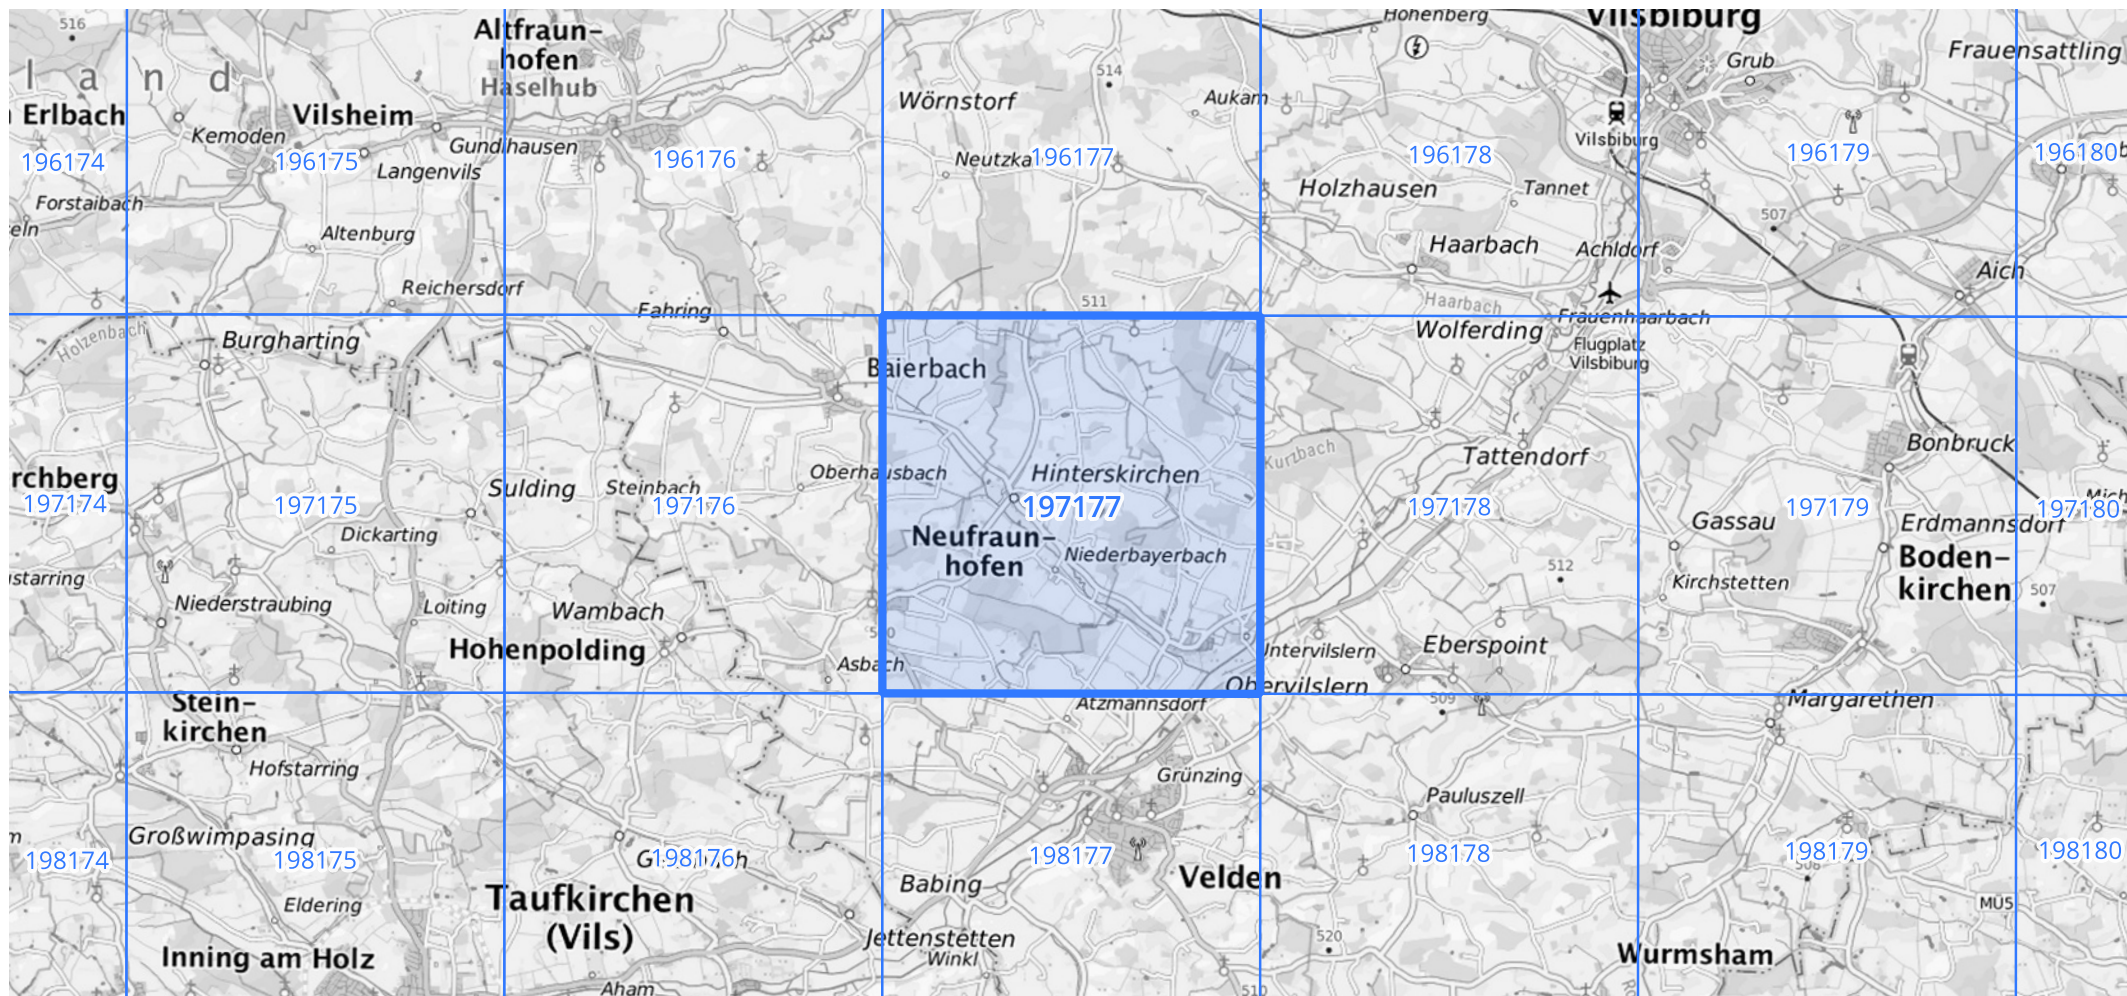 516
Altfraun-
hofen
Haselhub
l a n d
Erlbach
Vilsheim
Kemoden
Gundlhausen
Langenvils
196174
196175
196176
Forstaibach
eln
Altenburg
Reichersdorf
Fahring
Wörnstorf
514
Aukam
196177
511
Hohenberg
Vilsbiburg
Grub
Frauensattling
Vilsbiburg
196178
196179
196180
Holzhausen
Tannet
507
Haarbach
Achldorf
Aich
Haarbach
Frauenhaarbach
Wolferding
Flugplatz
Vilsbiburg
Holzenbach
Burgharting
Baierbach
rchberg
197174
197175
Sulding
Steinbach
197176
Oberhausbach
Dickarting
Hinterskirchen
197177
Neufraun-
hofen
Niederbayerbach
Kurzbach
Tattendorf
197178
Bonbruck
197179
197180
Gassau
Erdmannsdorf
Boden-
kirchen
Kirchstetten
512
507
ustarring
Niederstraubing
Loiting
Wambach
Hohenpolding
Asbach
Untervilslern
Eberspoint
Obervilslern
509
Margarethen
Stein-
kirchen
Hofstarring
Atzmannsdorf
Grünzing
Pauluszell
Großwimpasing
198174
198175
198176
198177
198178
198179
198180
Eldering
Taufkirchen
(Vils)
Babing
Velden
MÜ5
Inning am Holz
Jettenstetten
Winkl
Aham
510
520
Wurmsham